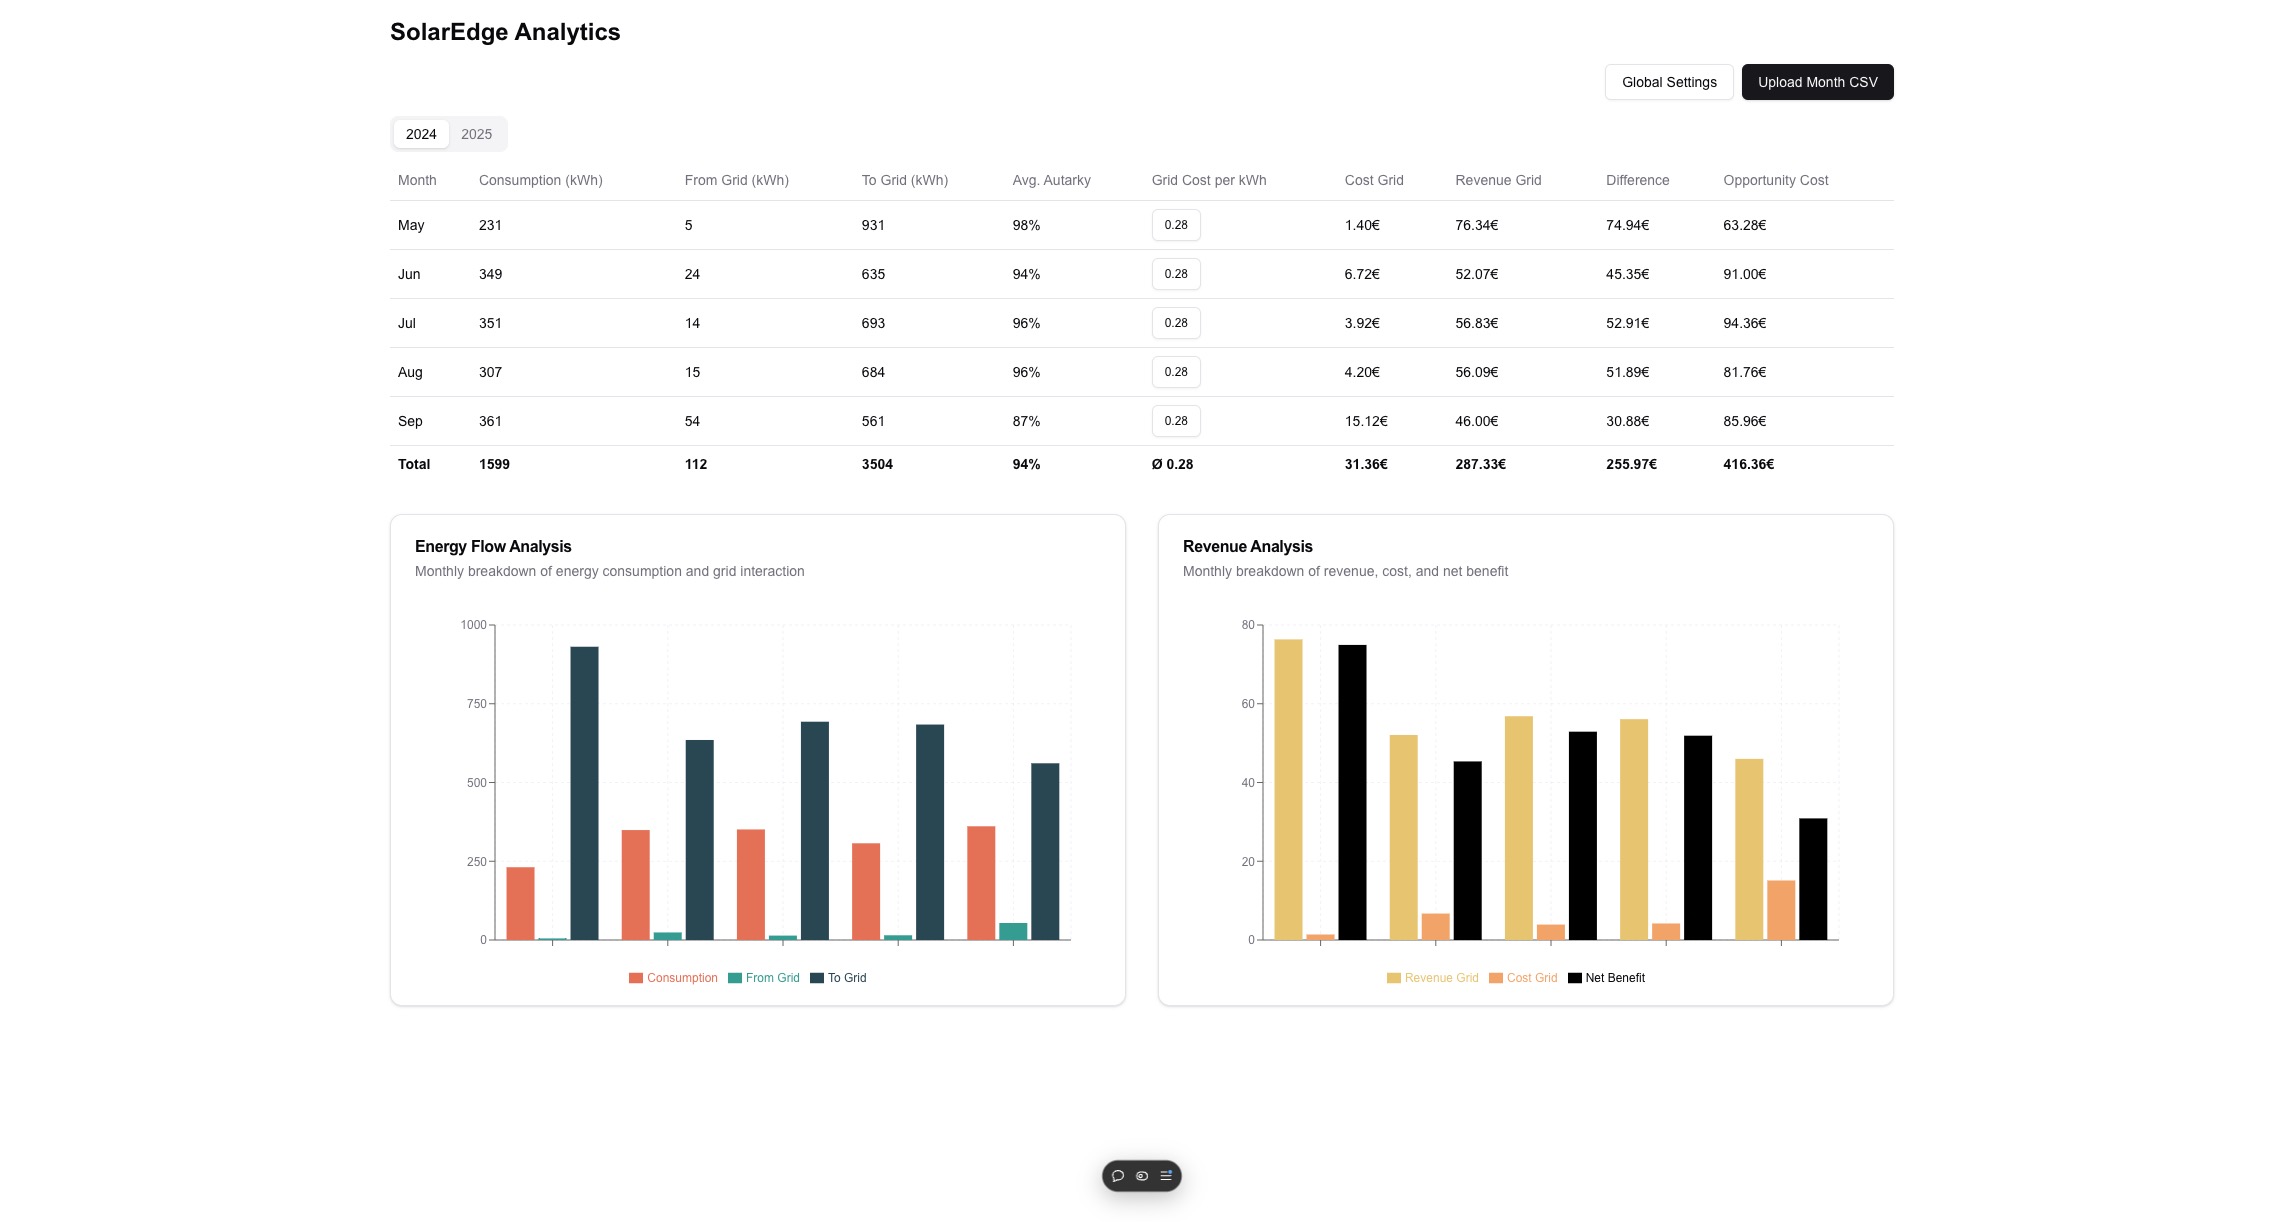 SolarEdge Analytics
Global Settings Upload Month CSV
2024 2025
Month Consumption (kWh) From Grid (kWh) To Grid (kWh) Avg. Autarky Grid Cost per kWh Cost Grid Revenue Grid Difference Opportunity Cost
May 231 5 931 98% 0.28 1.40€ 76.34€ 74.94€ 63.28€
Jun 349 24 635 94% 0.28 6.72€ 52.07€ 45.35€ 91.00€
Jul 351 14 693 96% 0.28 3.92€ 56.83€ 52.91€ 94.36€
Aug 307 15 684 96% 0.28 4.20€ 56.09€ 51.89€ 81.76€
Sep 361 54 561 87% 0.28 15.12€ 46.00€ 30.88€ 85.96€
Total 1599 112 3504 94% Ø 0.28 31.36€ 287.33€ 255.97€ 416.36€
Energy Flow Analysis
Monthly breakdown of energy consumption and grid interaction
1000
750
500
250
0
Consumption From Grid To Grid
Revenue Analysis
Monthly breakdown of revenue, cost, and net benefit
80
60
40
20
0
Revenue Grid Cost Grid Net Benefit